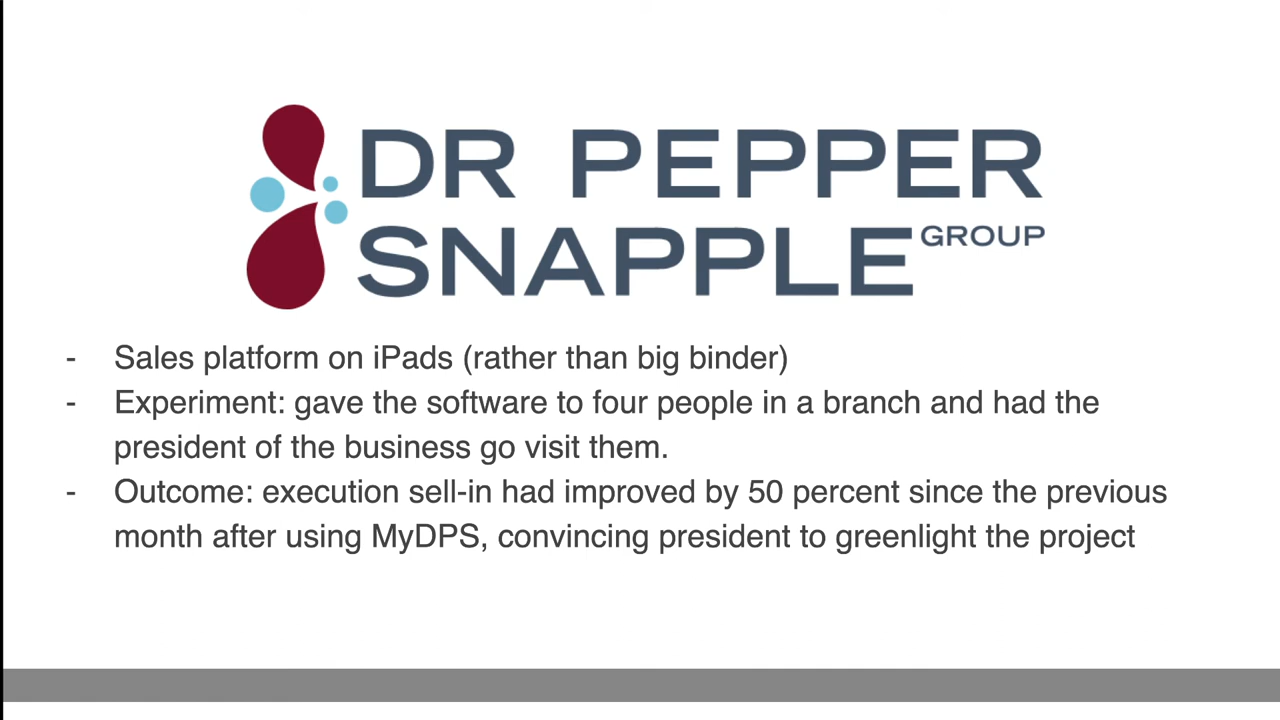 DR PEPPER
SNAPPLE GROUP
- Sales platform on iPads (rather than big binder)
- Experiment: gave the software to four people in a branch and had the
president of the business go visit them.
- Outcome: execution sell-in had improved by 50 percent since the previous
month after using MyDPS, convincing president to greenlight the project